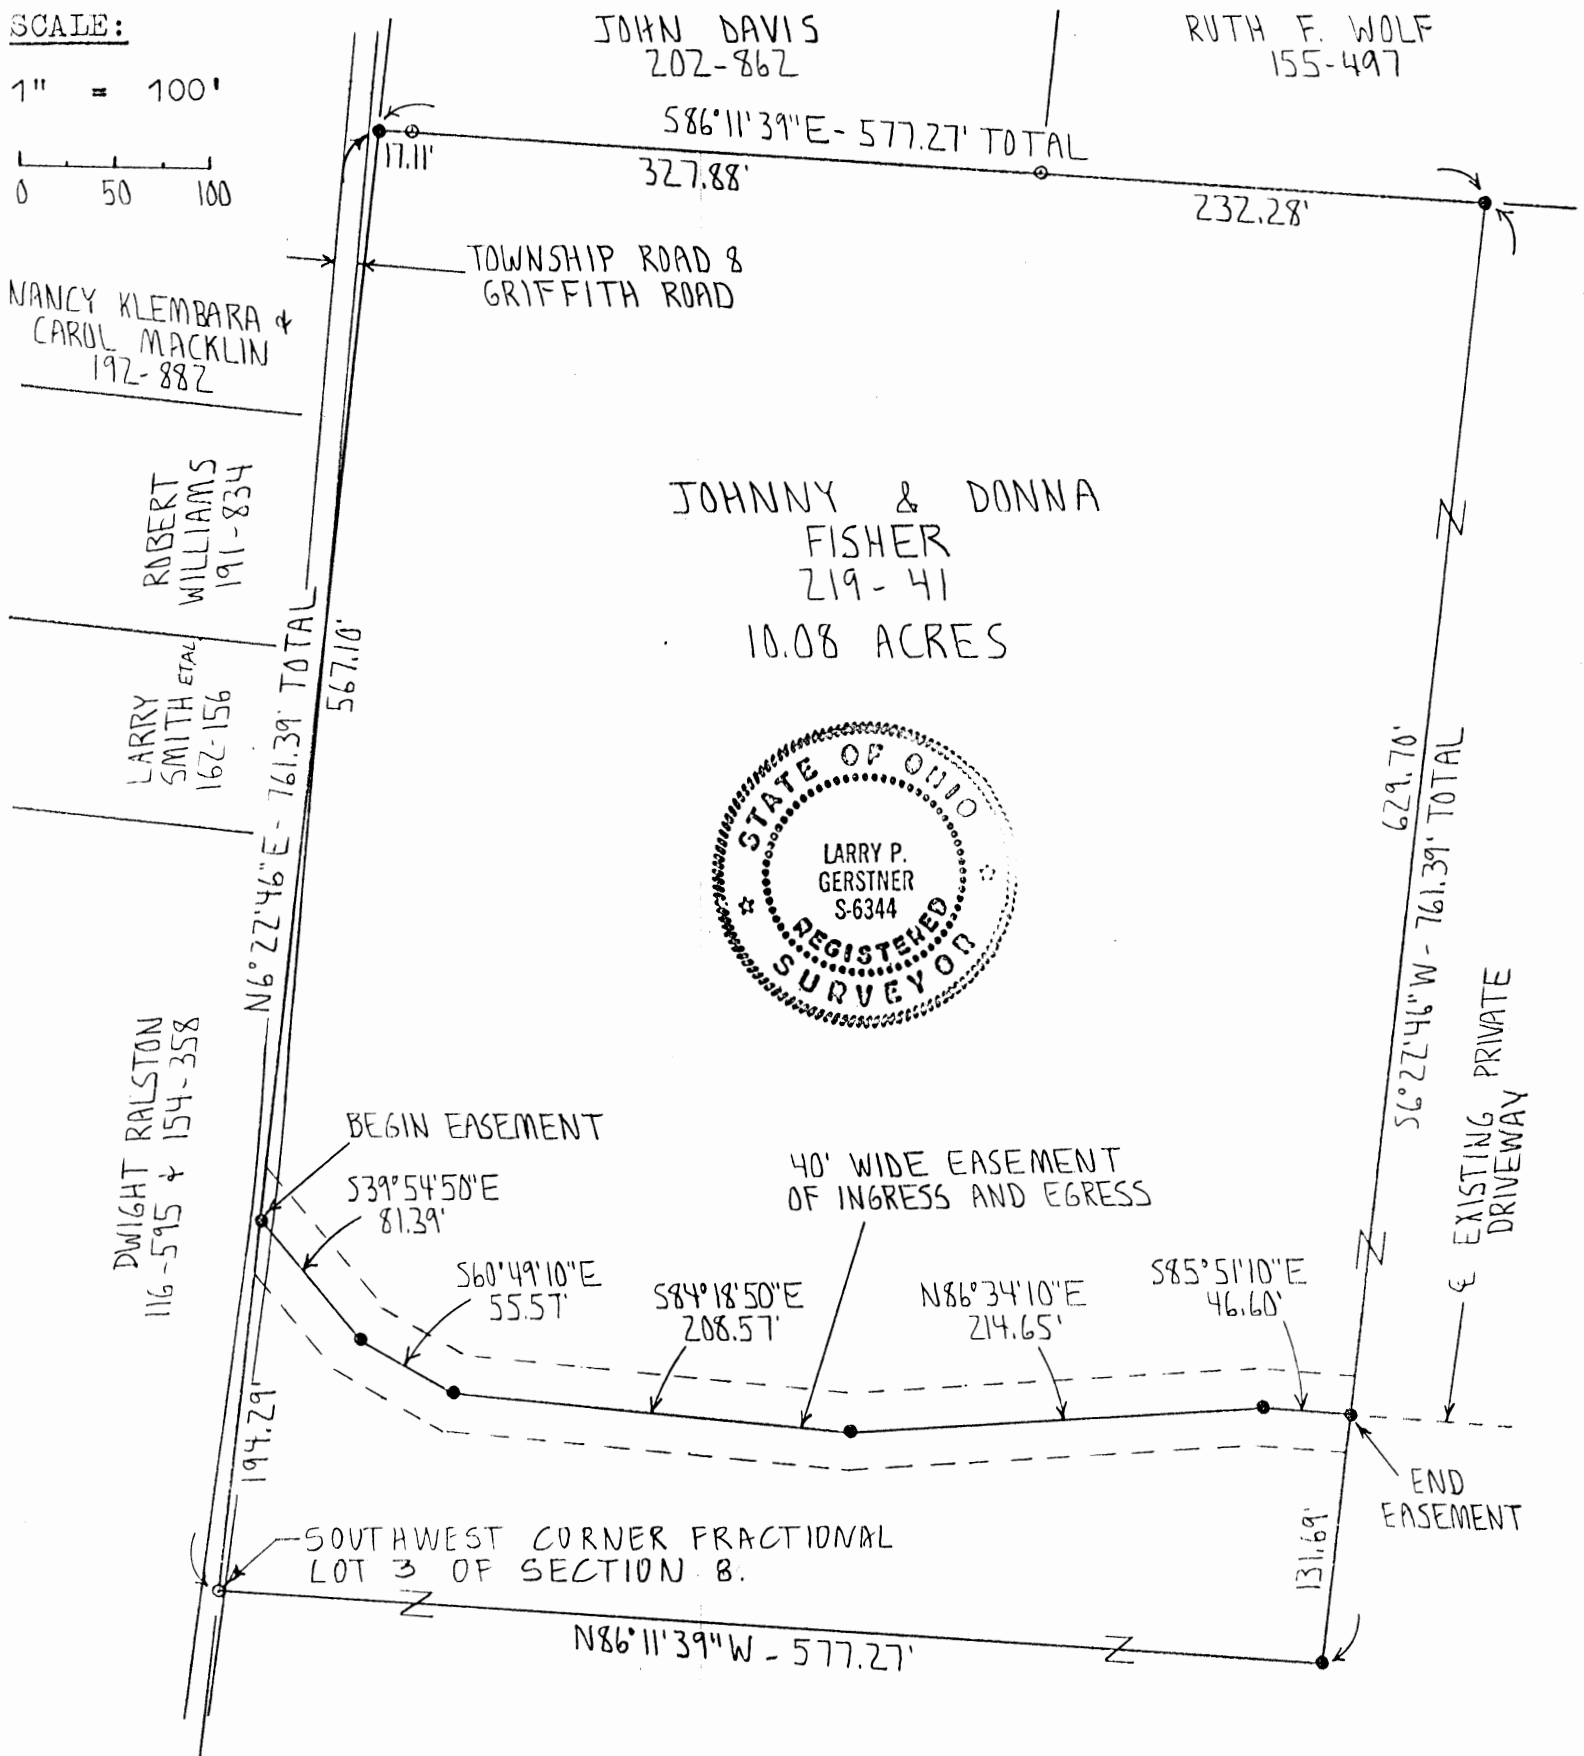 SCALE:
1" = 100'
0 50 100
JOHN DAVIS
202-862
RUTH F. WOLF
155-497
S86°11'39"E - 577.27' TOTAL
17.11'
327.88'
232.28'
TOWNSHIP ROAD 8
GRIFFITH ROAD
NANCY KLEMBARA &
CAROL MACKLIN
192-882
ROBERT
WILLIAMS
191-834
LARRY
SMITH ETAL
162-156
N6°22'46"E - 761.39' TOTAL
567.10'
JOHNNY & DONNA
FISHER
219-41
10.08 ACRES
STATE OF OHIO
LARRY P.
GERSTNER
S-6344
REGISTERED
SURVEYOR
629.70'
S6°22'46"W - 761.39' TOTAL
DWIGHT RALSTON
116-595 & 154-358
BEGIN EASEMENT
S39°54'50"E
81.39'
S60°49'10"E
55.57'
40' WIDE EASEMENT
OF INGRESS AND EGRESS
S84°18'50"E
208.57'
N86°34'10"E
214.65'
S85°51'10"E
46.60'
℄ EXISTING PRIVATE
DRIVEWAY
194.29'
END
EASEMENT
131.69'
SOUTHWEST CORNER FRACTIONAL
LOT 3 OF SECTION 8.
N86°11'39"W - 577.27'